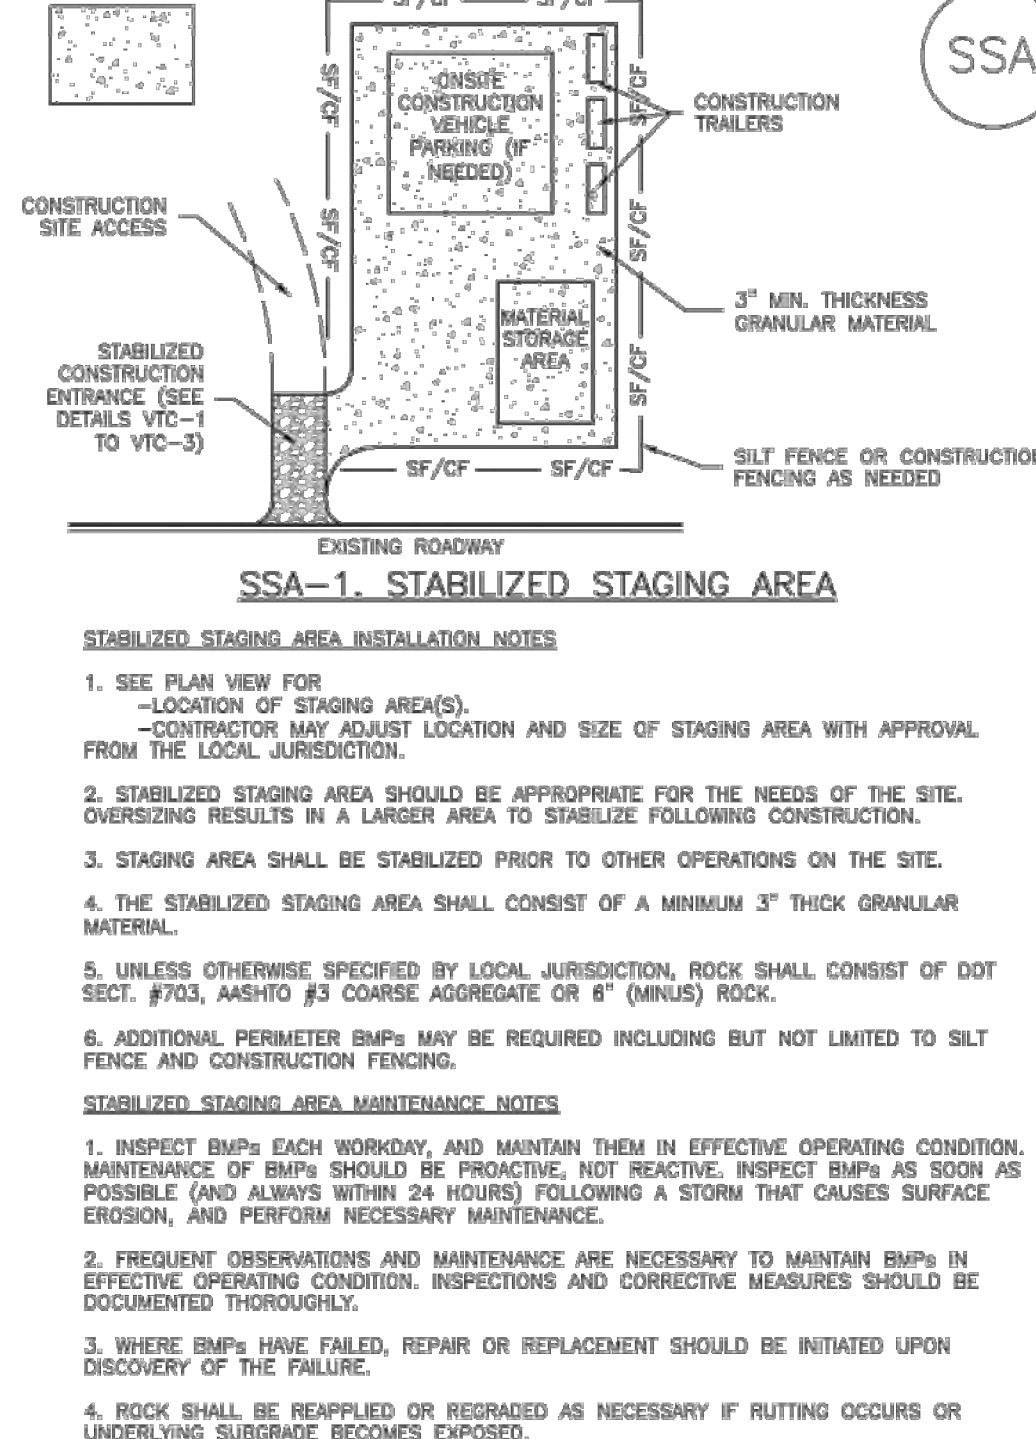 SF/CF SF/CF
SSA
ONSITE
CONSTRUCTION
VEHICLE
PARKING (IF
NEEDED)
SF/CF
SF/CF
CONSTRUCTION
TRAILERS
CONSTRUCTION
SITE ACCESS
SF/CF
SF/CF
3" MIN. THICKNESS
GRANULAR MATERIAL
MATERIAL
STORAGE
AREA
STABILIZED
CONSTRUCTION
ENTRANCE (SEE
DETAILS VTC-1
TO VTC-3)
SF/CF
SF/CF SF/CF
SILT FENCE OR CONSTRUCTION
FENCING AS NEEDED
EXISTING ROADWAY
SSA-1. STABILIZED STAGING AREA
STABILIZED STAGING AREA INSTALLATION NOTES
1. SEE PLAN VIEW FOR
-LOCATION OF STAGING AREA(S).
-CONTRACTOR MAY ADJUST LOCATION AND SIZE OF STAGING AREA WITH APPROVAL
FROM THE LOCAL JURISDICTION.
2. STABILIZED STAGING AREA SHOULD BE APPROPRIATE FOR THE NEEDS OF THE SITE.
OVERSIZING RESULTS IN A LARGER AREA TO STABILIZE FOLLOWING CONSTRUCTION.
3. STAGING AREA SHALL BE STABILIZED PRIOR TO OTHER OPERATIONS ON THE SITE.
4. THE STABILIZED STAGING AREA SHALL CONSIST OF A MINIMUM 3" THICK GRANULAR
MATERIAL.
5. UNLESS OTHERWISE SPECIFIED BY LOCAL JURISDICTION, ROCK SHALL CONSIST OF DOT
SECT. #703, AASHTO #3 COARSE AGGREGATE OR 6" (MINUS) ROCK.
6. ADDITIONAL PERIMETER BMPs MAY BE REQUIRED INCLUDING BUT NOT LIMITED TO SILT
FENCE AND CONSTRUCTION FENCING.
STABILIZED STAGING AREA MAINTENANCE NOTES
1. INSPECT BMPs EACH WORKDAY, AND MAINTAIN THEM IN EFFECTIVE OPERATING CONDITION.
MAINTENANCE OF BMPs SHOULD BE PROACTIVE, NOT REACTIVE. INSPECT BMPs AS SOON AS
POSSIBLE (AND ALWAYS WITHIN 24 HOURS) FOLLOWING A STORM THAT CAUSES SURFACE
EROSION, AND PERFORM NECESSARY MAINTENANCE.
2. FREQUENT OBSERVATIONS AND MAINTENANCE ARE NECESSARY TO MAINTAIN BMPs IN
EFFECTIVE OPERATING CONDITION. INSPECTIONS AND CORRECTIVE MEASURES SHOULD BE
DOCUMENTED THOROUGHLY.
3. WHERE BMPs HAVE FAILED, REPAIR OR REPLACEMENT SHOULD BE INITIATED UPON
DISCOVERY OF THE FAILURE.
4. ROCK SHALL BE REAPPLIED OR REGRADED AS NECESSARY IF RUTTING OCCURS OR
UNDERLYING SUBGRADE BECOMES EXPOSED.